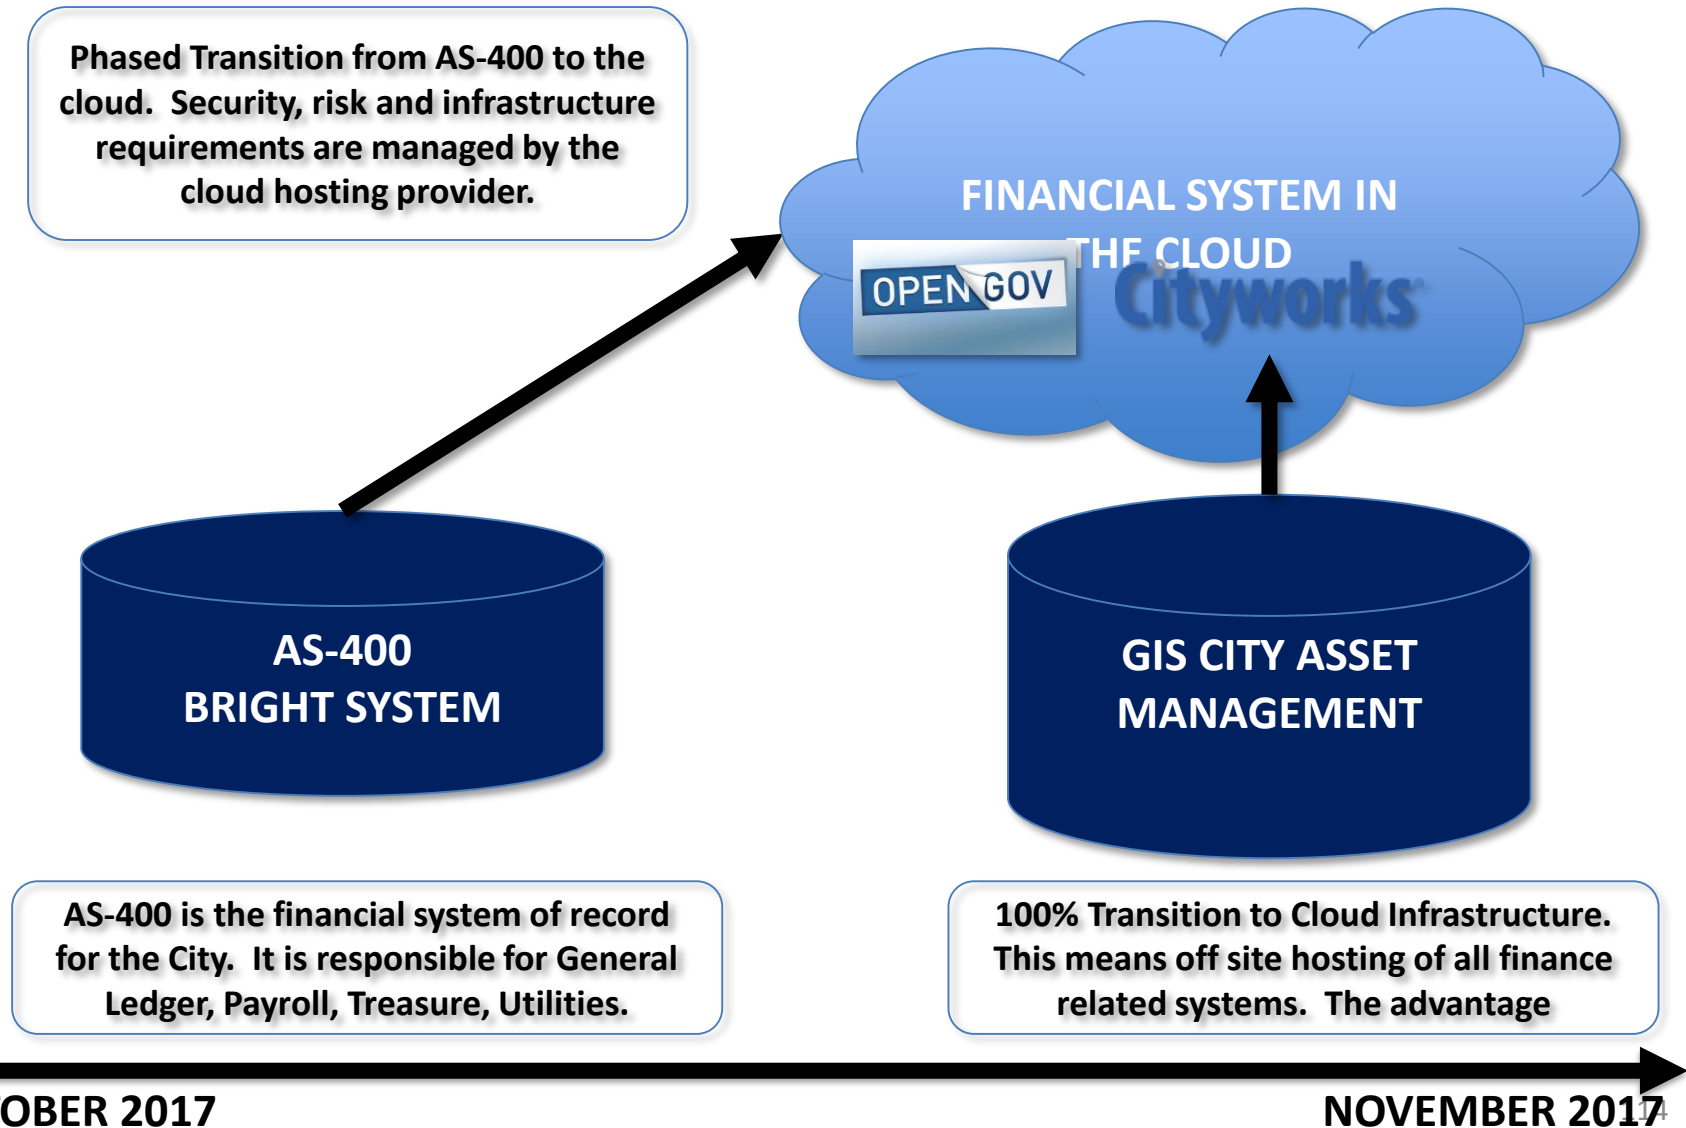 Phased Transition from AS-400 to the
cloud.  Security, risk and infrastructure
requirements are managed by the
cloud hosting provider.
FINANCIAL SYSTEM IN
THE CLOUD
OPEN GOV
Cityworks
AS-400
BRIGHT SYSTEM
GIS CITY ASSET
MANAGEMENT
AS-400 is the financial system of record
for the City.  It is responsible for General
Ledger, Payroll, Treasure, Utilities.
100% Transition to Cloud Infrastructure.
This means off site hosting of all finance
related systems.  The advantage
TOBER 2017
NOVEMBER 2017
114